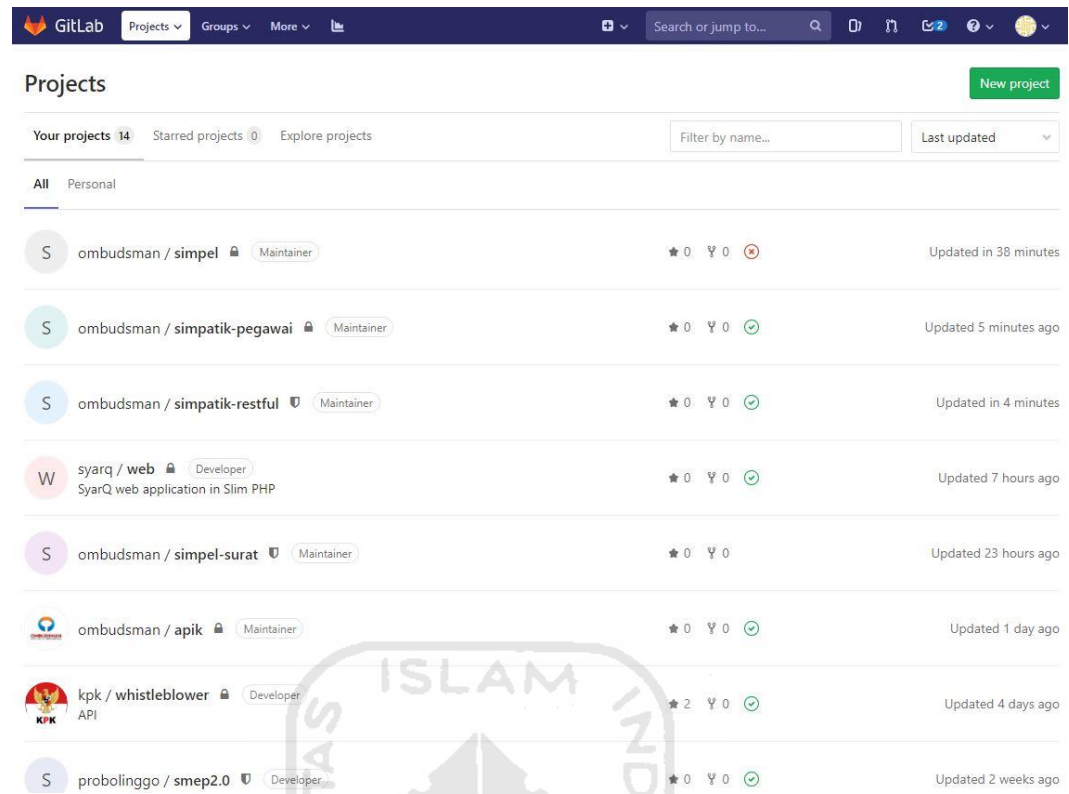 GitLab Projects Groups More Search or jump to... 2
Projects New project
Your projects 14 Starred projects 0 Explore projects Filter by name... Last updated
All Personal
S ombudsman / simpel Maintainer 0 0 Updated in 38 minutes
S ombudsman / simpatik-pegawai Maintainer 0 0 Updated 5 minutes ago
S ombudsman / simpatik-restful Maintainer 0 0 Updated in 4 minutes
W syarq / web Developer 0 0 Updated 7 hours ago
SyarQ web application in Slim PHP
S ombudsman / simpel-surat Maintainer 0 0 Updated 23 hours ago
ombudsman / apik Maintainer 0 0 Updated 1 day ago
kpk / whistleblower Developer 2 0 Updated 4 days ago
API
KPK
S probolinggo / smep2.0 Developer 0 0 Updated 2 weeks ago
ISLAM
TAS
IND